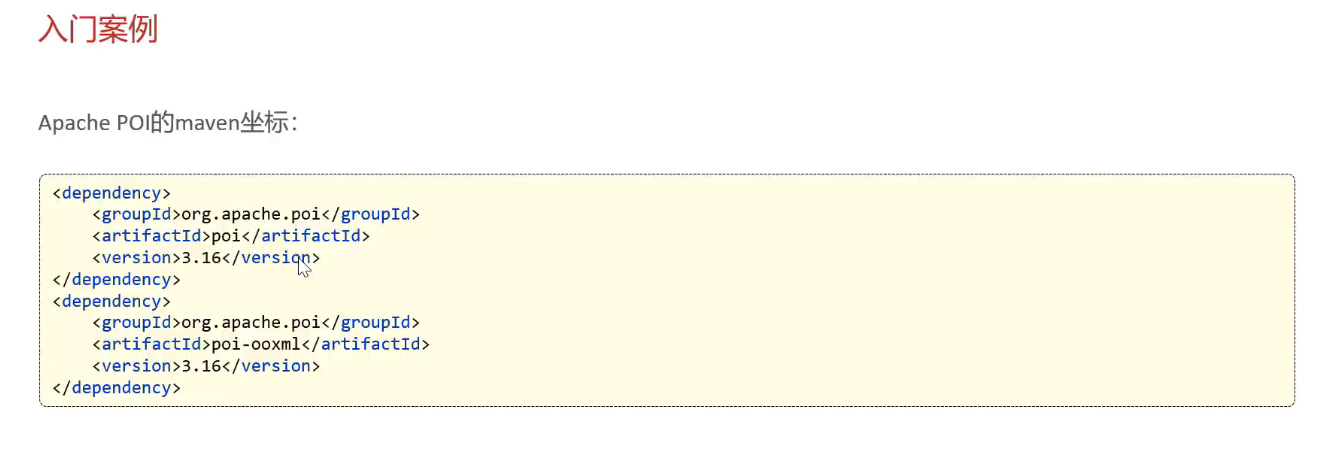 入门案例
Apache POI的maven坐标：
<dependency>
    <groupId>org.apache.poi</groupId>
    <artifactId>poi</artifactId>
    <version>3.16</version>
</dependency>
<dependency>
    <groupId>org.apache.poi</groupId>
    <artifactId>poi-ooxml</artifactId>
    <version>3.16</version>
</dependency>